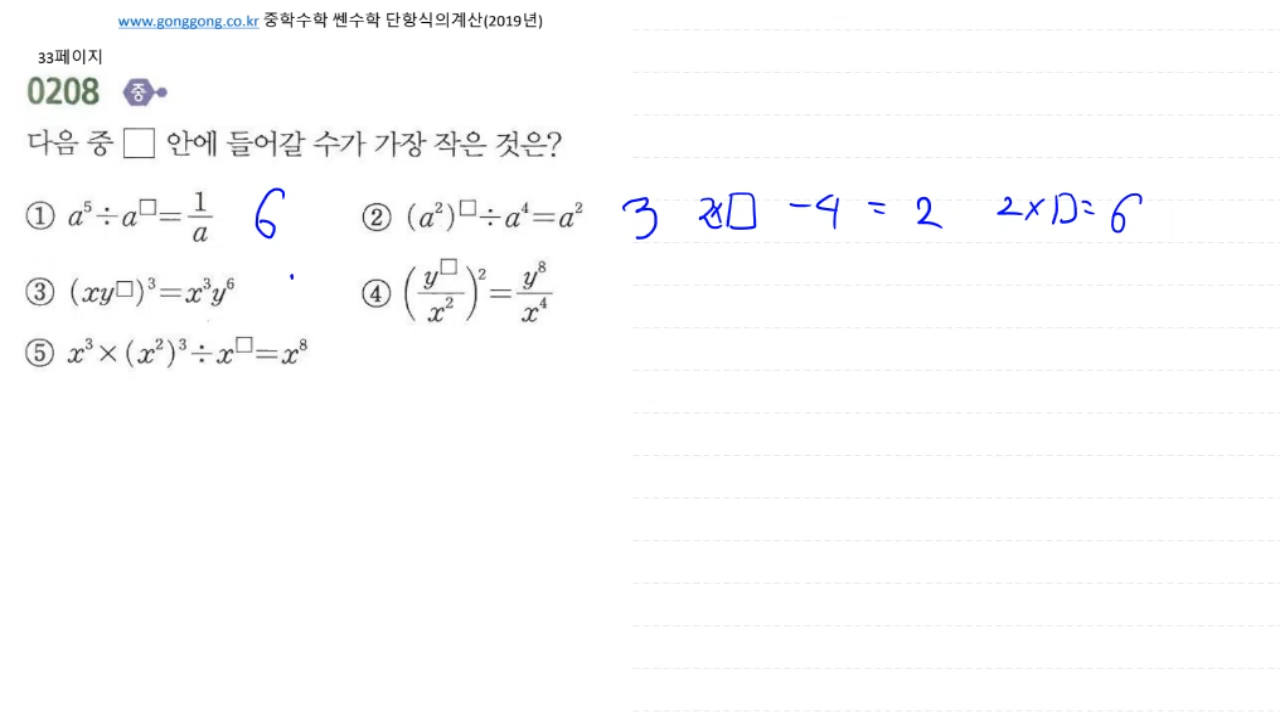 www.gonggong.co.kr 중학수학 쎈수학 단항식의계산(2019년)
33페이지
0208 중
다음 중 □ 안에 들어갈 수가 가장 작은 것은?
① a⁵÷a^□=1/a 6 ② (a²)^□÷a⁴=a² 3 2×□ -4 = 2 2×□=6
③ (xy^□)³=x³y⁶ ④ (y^□/x²)²=y⁸/x⁴
⑤ x³×(x²)³÷x^□=x⁸